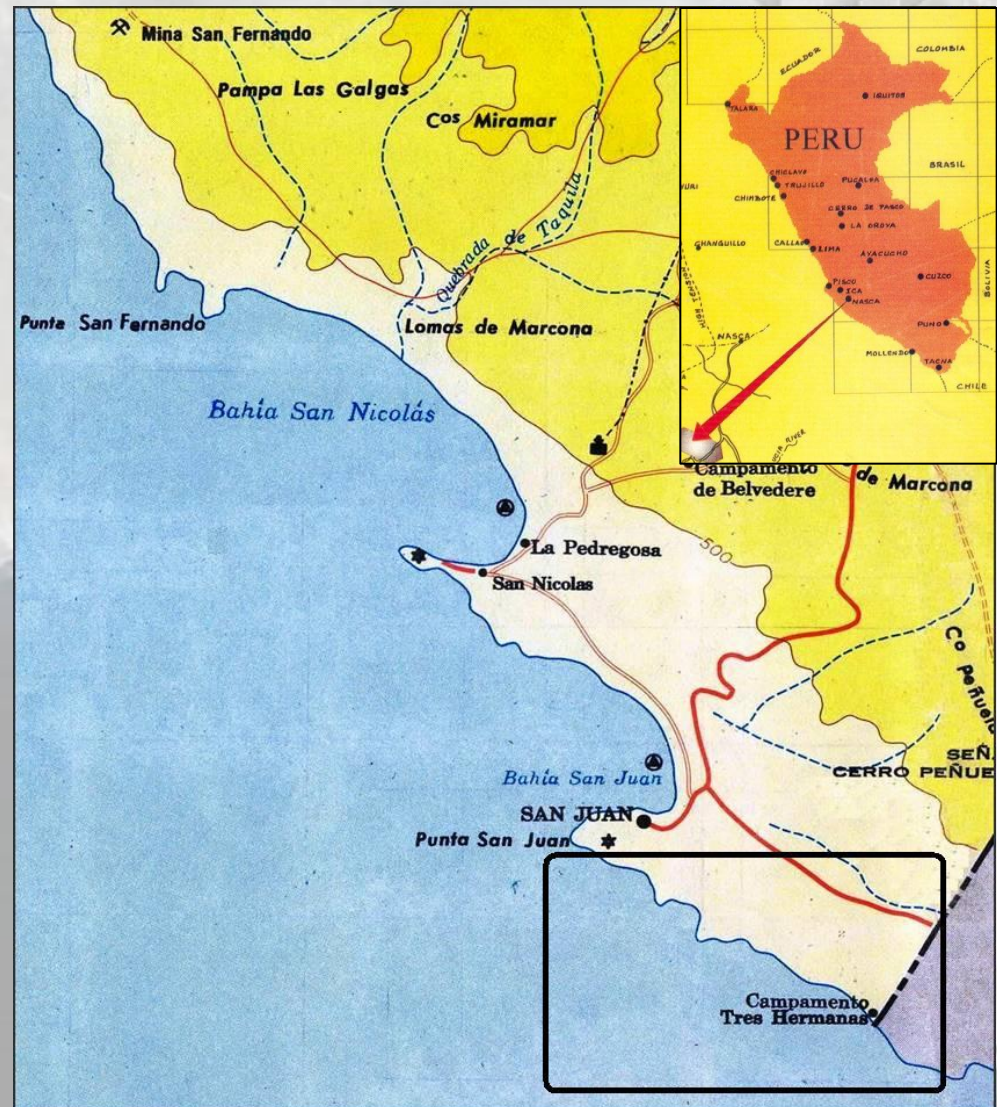 Mina San Fernando
Pampa Las Galgas
Cos Miramar
Quebrada de Taquila
Punta San Fernando
Lomas de Marcona
Bahía San Nicolás
Campamento
de Belvedere
de Marcona
La Pedregosa
San Nicolas
500
Co Peñuela
SEÑ.
CERRO PEÑUE
Bahía San Juan
SAN JUAN
Punta San Juan
Campamento
Tres Hermanas
COLOMBIA
ECUADOR
IQUITOS
TALARA
PERU
BRASIL
CHICLAYO
TRUJILLO
PUCALPA
CHIMBOTE
CERRO DE PASCO
LA OROYA
CHANGUILLO
CALLAO
LIMA
AYACUCHO
CUZCO
BOLIVIA
PISCO
ICA
NASCA
NASCA
PUNO
MOLLENDO
TACNA
CHILE
RIVER